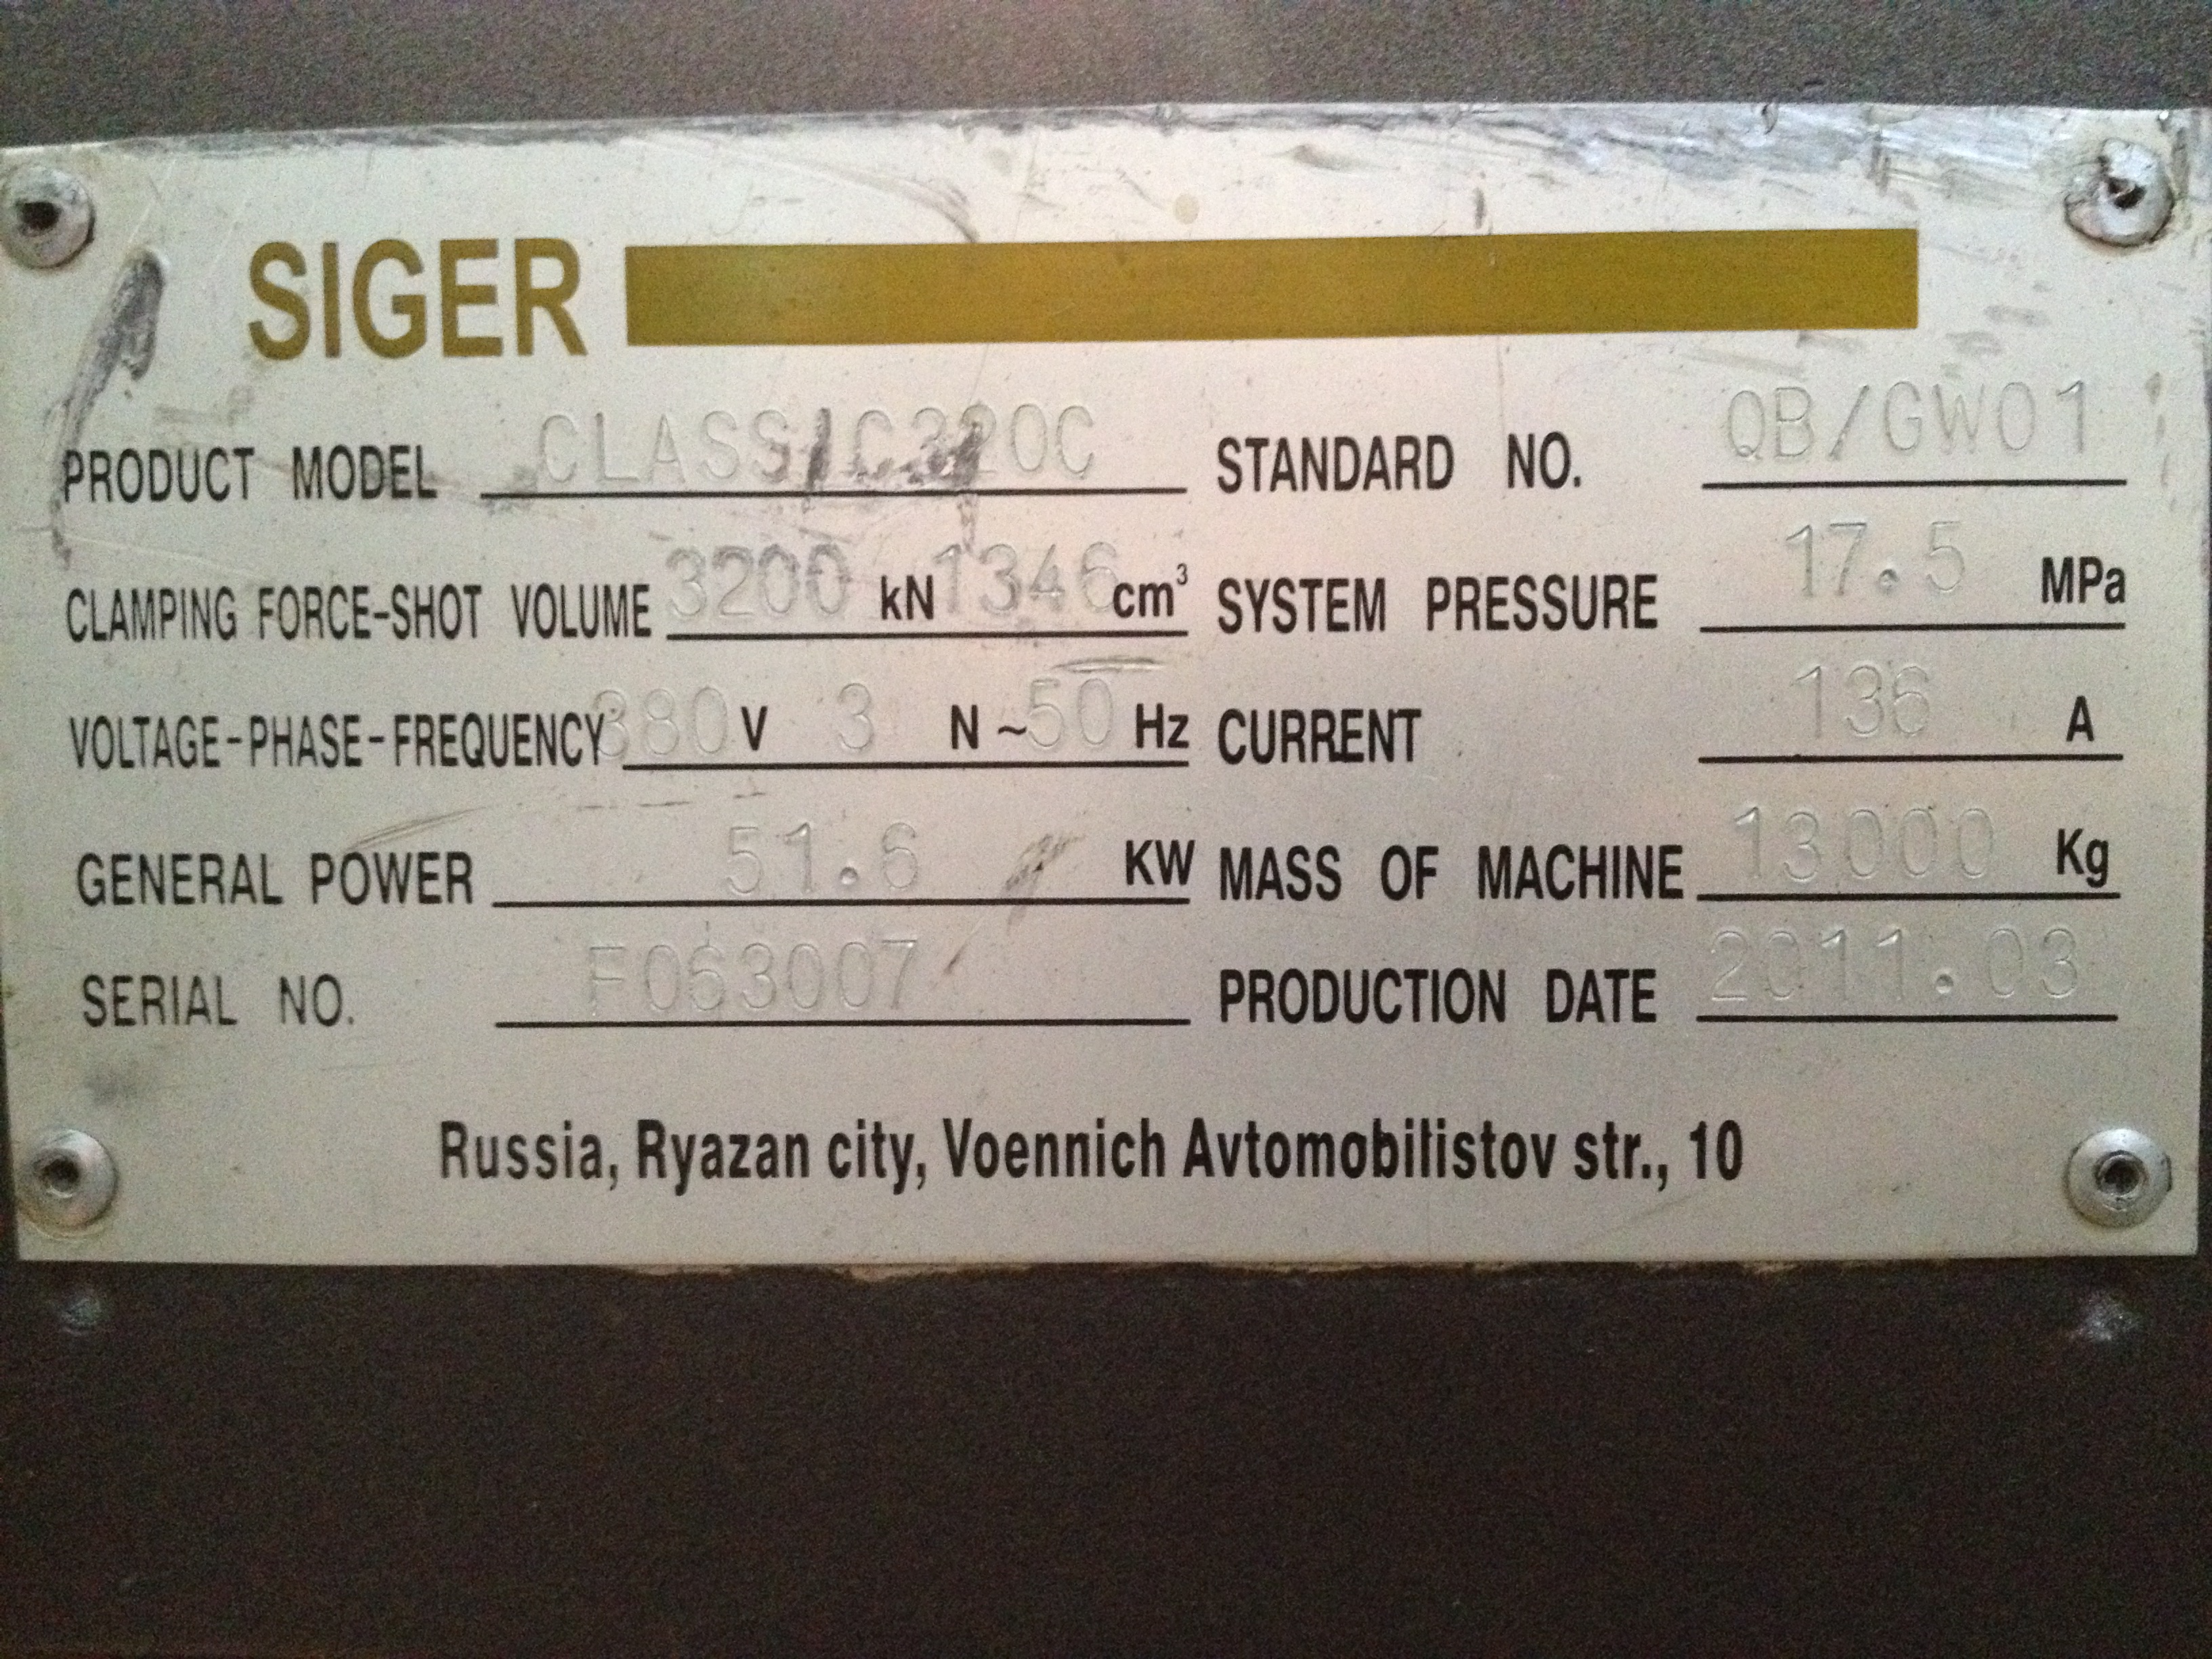 SIGER
PRODUCT MODEL CLASSIC320C STANDARD NO. QB/GW01
CLAMPING FORCE-SHOT VOLUME 3200 kN 1346 cm³ SYSTEM PRESSURE 17.5 MPa
VOLTAGE-PHASE-FREQUENCY 380 V 3 N ~ 50 Hz CURRENT 136 A
GENERAL POWER 51.6 KW MASS OF MACHINE 13000 Kg
SERIAL NO. F063007 PRODUCTION DATE 2011.03
Russia, Ryazan city, Voennich Avtomobilistov str., 10